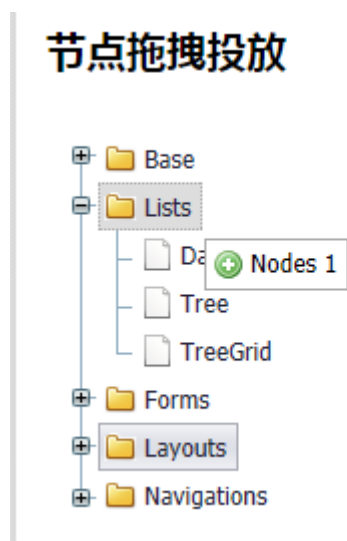 节点拖拽投放
Base
Lists
Da
Nodes 1
Tree
TreeGrid
Forms
Layouts
Navigations